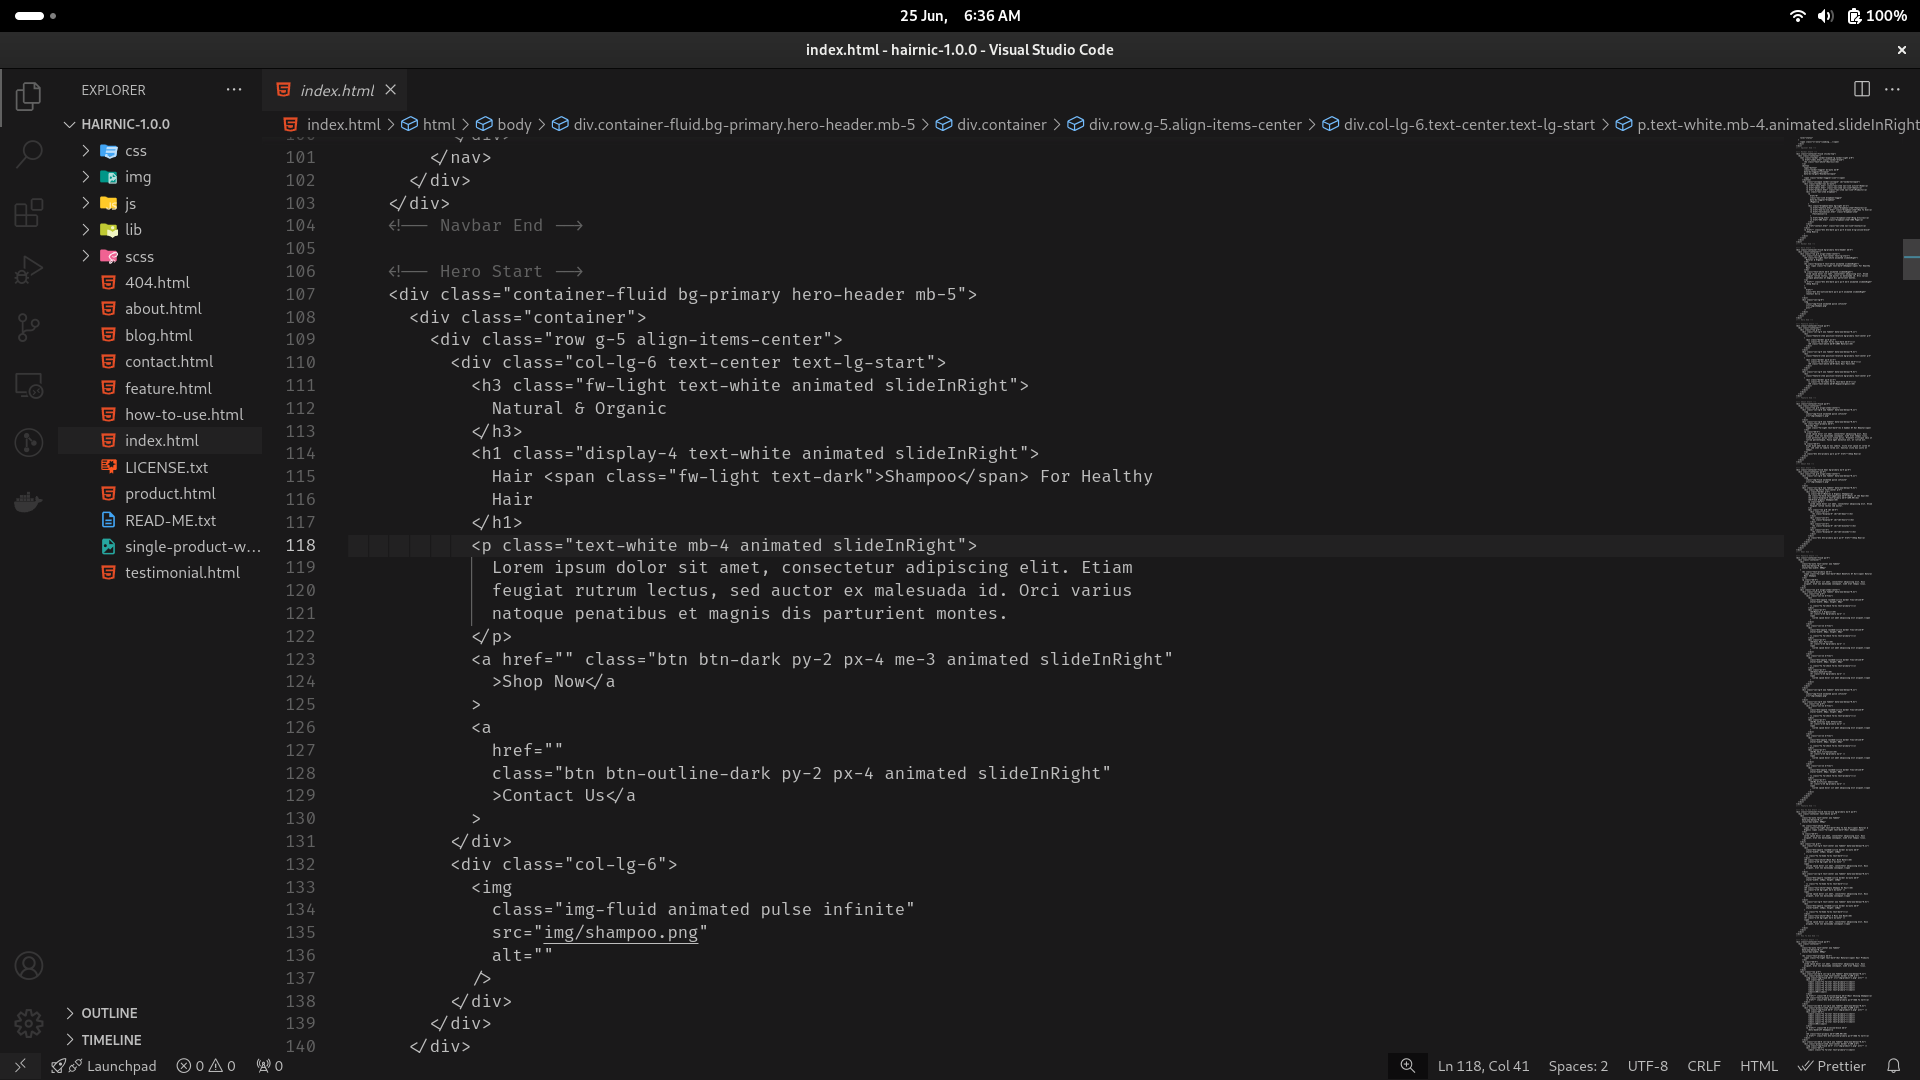 25 Jun, 6:36 AM
100%
index.html - hairnic-1.0.0 - Visual Studio Code
EXPLORER
index.html
HAIRNIC-1.0.0
index.html > html > body > div.container-fluid.bg-primary.hero-header.mb-5 > div.container > div.row.g-5.align-items-center > div.col-lg-6.text-center.text-lg-start > p.text-white.mb-4.animated.slideInRight
css
img
js
lib
scss
404.html
about.html
blog.html
contact.html
feature.html
how-to-use.html
index.html
LICENSE.txt
product.html
READ-ME.txt
single-product-w...
testimonial.html
OUTLINE
TIMELINE
101 </nav>
102 </div>
103 </div>
104 <!-- Navbar End -->
105
106 <!-- Hero Start -->
107 <div class="container-fluid bg-primary hero-header mb-5">
108 <div class="container">
109 <div class="row g-5 align-items-center">
110 <div class="col-lg-6 text-center text-lg-start">
111 <h3 class="fw-light text-white animated slideInRight">
112 Natural & Organic
113 </h3>
114 <h1 class="display-4 text-white animated slideInRight">
115 Hair <span class="fw-light text-dark">Shampoo</span> For Healthy
116 Hair
117 </h1>
118 <p class="text-white mb-4 animated slideInRight">
119 Lorem ipsum dolor sit amet, consectetur adipiscing elit. Etiam
120 feugiat rutrum lectus, sed auctor ex malesuada id. Orci varius
121 natoque penatibus et magnis dis parturient montes.
122 </p>
123 <a href="" class="btn btn-dark py-2 px-4 me-3 animated slideInRight"
124 >Shop Now</a
125 >
126 <a
127 href=""
128 class="btn btn-outline-dark py-2 px-4 animated slideInRight"
129 >Contact Us</a
130 >
131 </div>
132 <div class="col-lg-6">
133 <img
134 class="img-fluid animated pulse infinite"
135 src="img/shampoo.png"
136 alt=""
137 />
138 </div>
139 </div>
140 </div>
Launchpad 0 0 0
Ln 118, Col 41 Spaces: 2 UTF-8 CRLF HTML Prettier